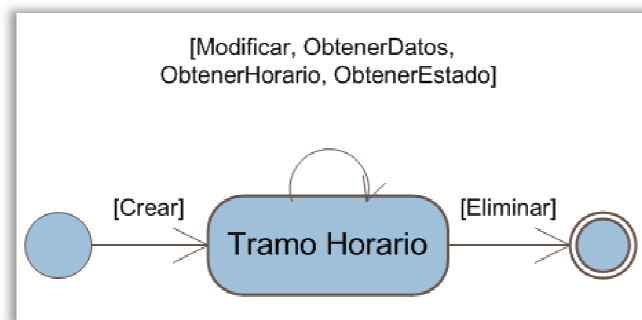 [Modificar, ObtenerDatos,
ObtenerHorario, ObtenerEstado]
[Crear]
Tramo Horario
[Eliminar]